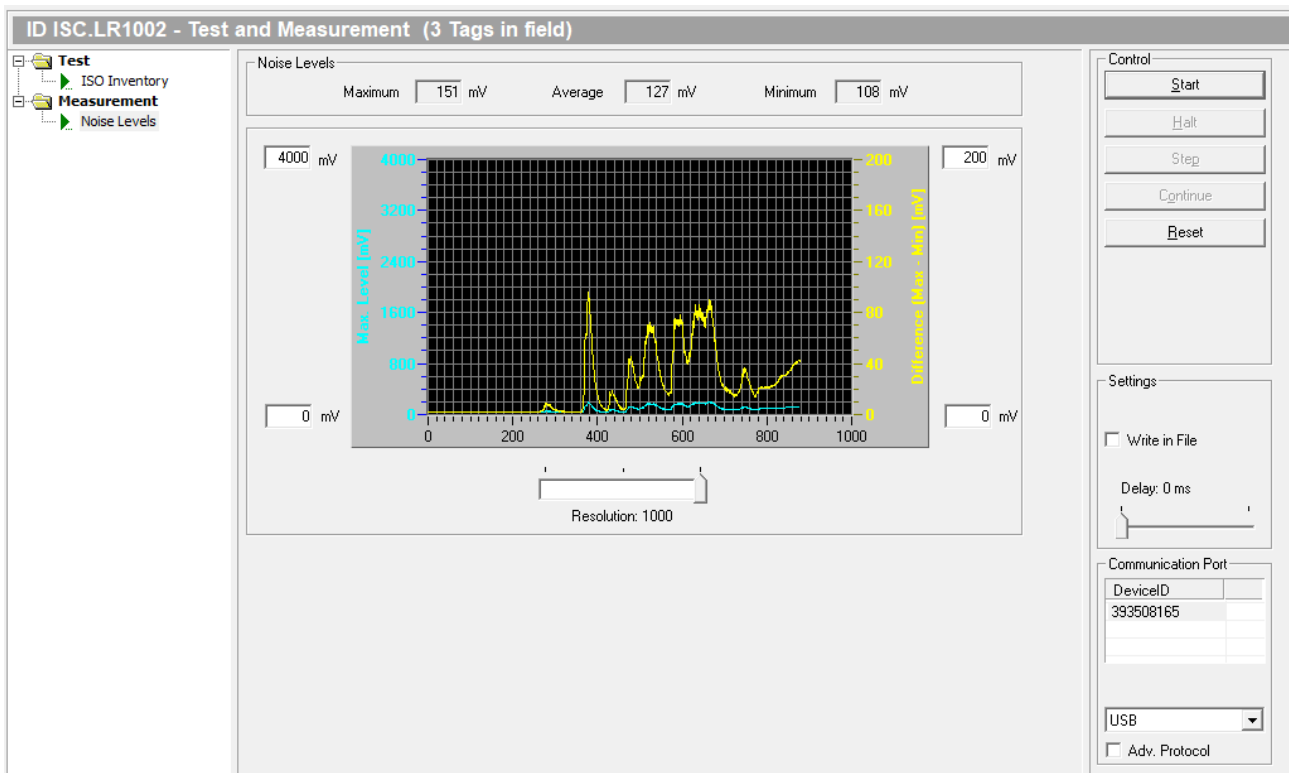 ID ISC.LR1002 - Test and Measurement (3 Tags in field)
Test
ISO Inventory
Measurement
Noise Levels
Noise Levels
Maximum 151 mV Average 127 mV Minimum 108 mV
4000 mV
200 mV
0 mV
0 mV
Max. Level [mV]
4000
3200
2400
1600
800
0
200
160
120
80
40
0
Difference (Max - Min) [mV]
0 200 400 600 800 1000
Resolution: 1000
Control
Start
Halt
Step
Continue
Reset
Settings
Write in File
Delay: 0 ms
Communication Port
DeviceID
393508165
USB
Adv. Protocol